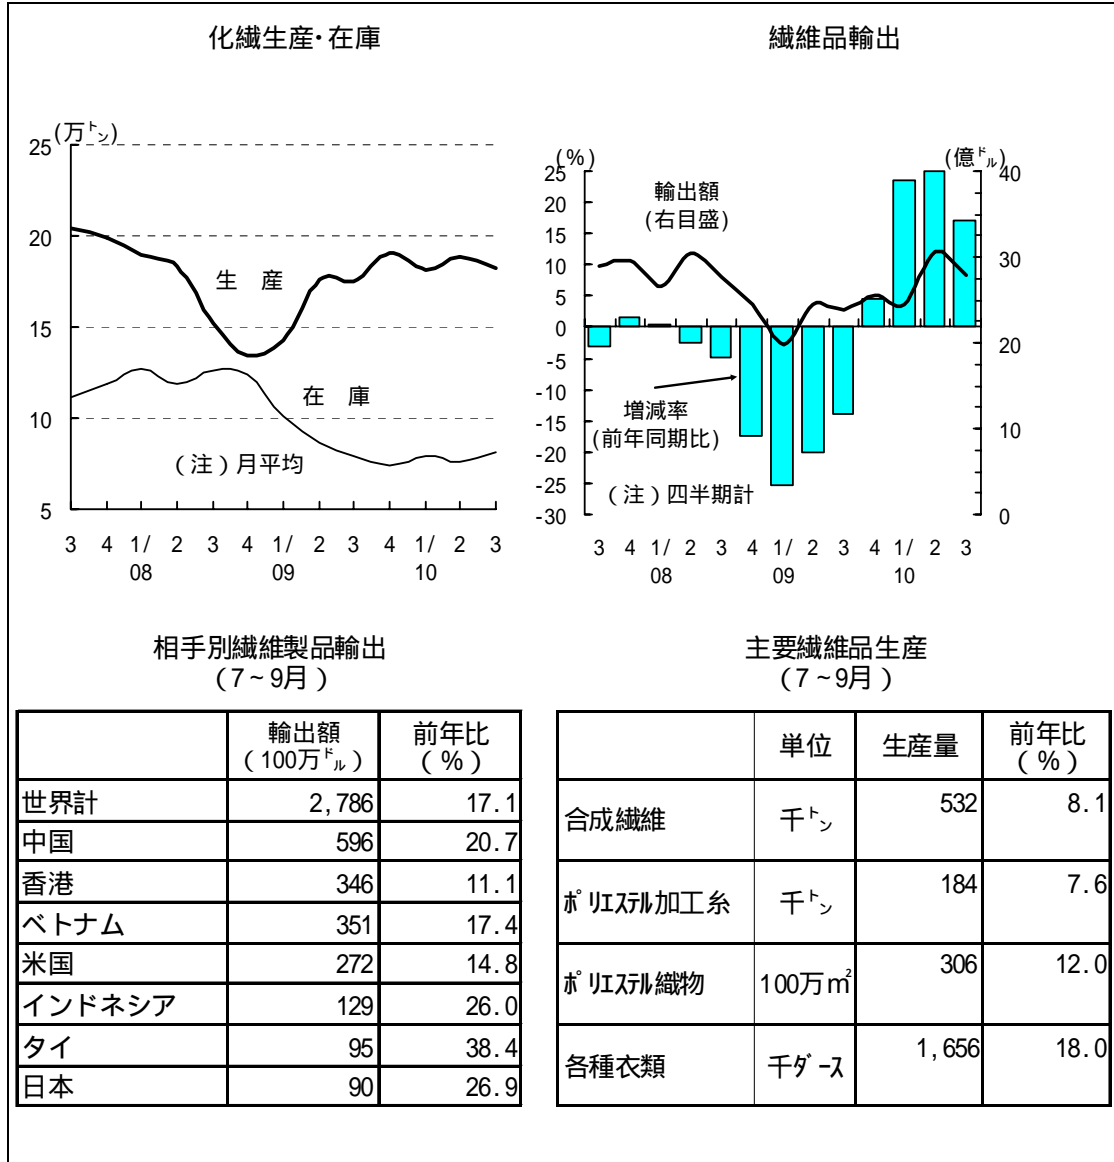 化繊生産・在庫
(万トン)
25
20
15
10
5
生 産
在 庫
(注)月平均
3 4 1/ 2 3 4 1/ 2 3 4 1/ 2 3
08 09 10
繊維品輸出
(%)
(億ドル)
25
20
15
10
5
0
-5
-10
-15
-20
-25
-30
40
30
20
10
0
輸出額
(右目盛)
増減率
(前年同期比)
(注)四半期計
3 4 1/ 2 3 4 1/ 2 3 4 1/ 2 3
08 09 10
相手別繊維製品輸出
(7~9月)
輸出額 前年比
(100万ドル) (%)
世界計 2,786 17.1
中国 596 20.7
香港 346 11.1
ベトナム 351 17.4
米国 272 14.8
インドネシア 129 26.0
タイ 95 38.4
日本 90 26.9
主要繊維品生産
(7~9月)
単位 生産量 前年比
(%)
合成繊維 千トン 532 8.1
ポリエステル加工糸 千トン 184 7.6
ポリエステル織物 100万㎡ 306 12.0
各種衣類 千ダース 1,656 18.0